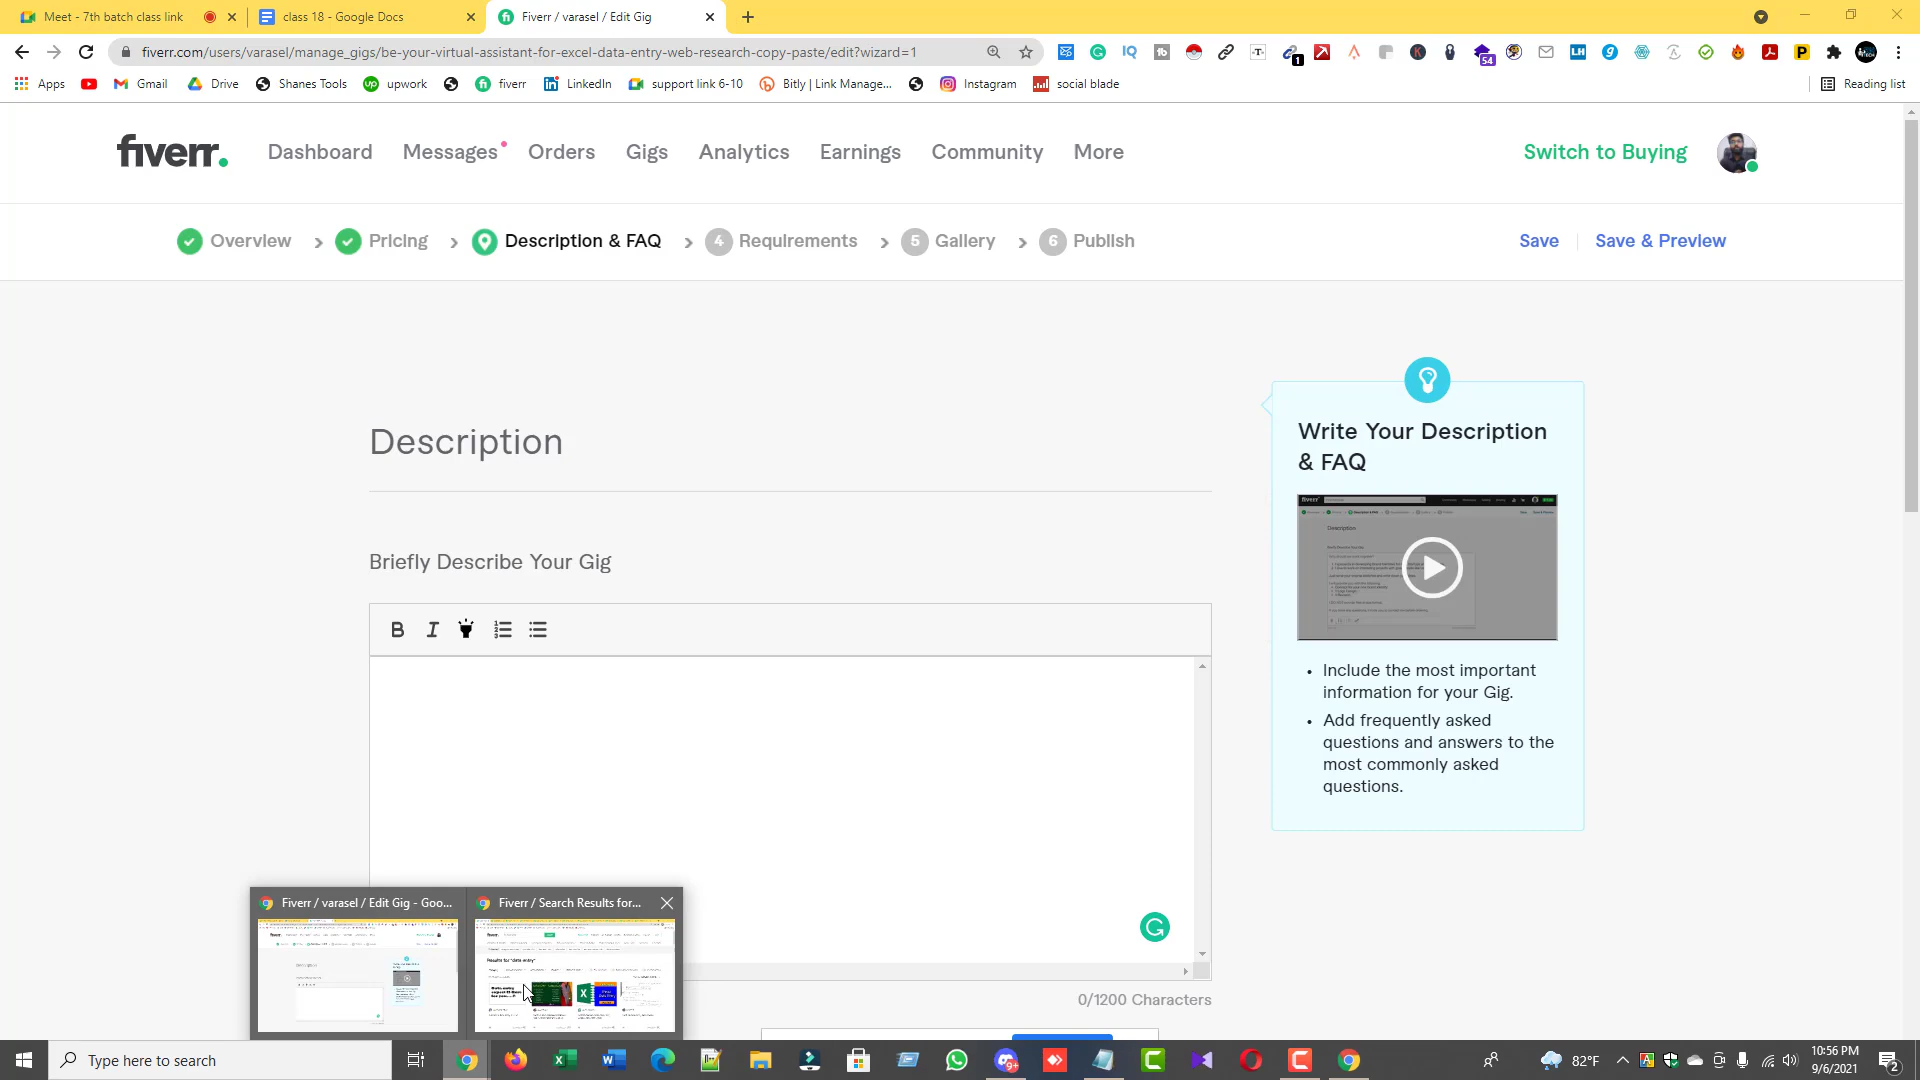 Meet - 7th batch class link
class 18 - Google Docs
Fiverr / varasel / Edit Gig
fiverr.com/users/varasel/manage_gigs/be-your-virtual-assistant-for-excel-data-entry-web-research-copy-paste/edit?wizard=1
Apps
Gmail
Drive
Shanes Tools
upwork
fiverr
LinkedIn
support link 6-10
Bitly | Link Manage...
Instagram
social blade
Reading list
fiverr.
Dashboard
Messages
Orders
Gigs
Analytics
Earnings
Community
More
Switch to Buying
Overview
Pricing
Description & FAQ
4 Requirements
5 Gallery
6 Publish
Save
Save & Preview
Description
Briefly Describe Your Gig
B I
0/1200 Characters
Write Your Description
& FAQ
• Include the most important
information for your Gig.
• Add frequently asked
questions and answers to the
most commonly asked
questions.
Fiverr / varasel / Edit Gig - Goo...
Fiverr / Search Results for...
Type here to search
82°F
10:56 PM
9/6/2021